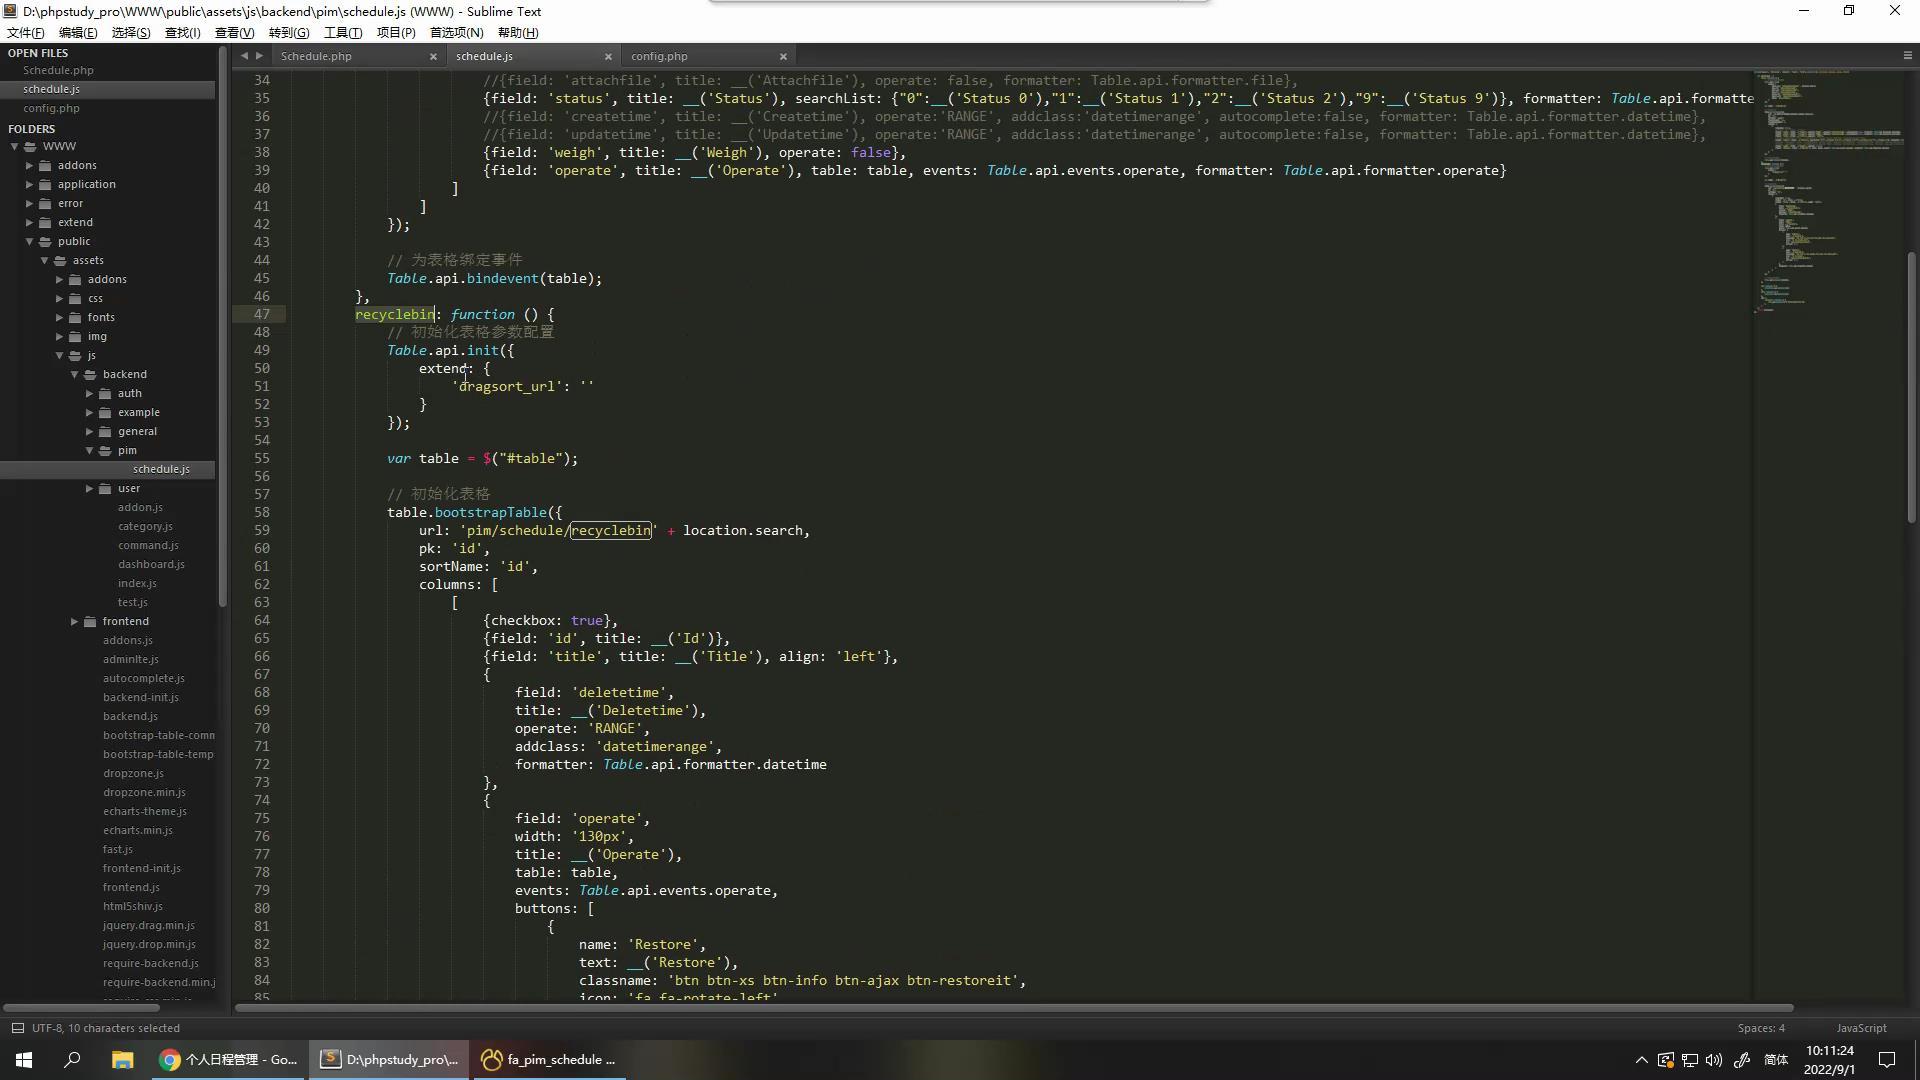 D:\phpstudy_pro\WWW\public\assets\js\backend\pim\schedule.js (WWW) - Sublime Text
文件(F) 编辑(E) 选择(S) 查找(I) 查看(V) 转到(G) 工具(T) 项目(P) 首选项(N) 帮助(H)
OPEN FILES
Schedule.php
schedule.js
config.php
FOLDERS
WWW
addons
application
error
extend
public
assets
addons
css
fonts
img
js
backend
auth
example
general
pim
schedule.js
user
addon.js
category.js
command.js
dashboard.js
index.js
test.js
frontend
addons.js
adminlte.js
autocomplete.js
backend-init.js
backend.js
bootstrap-table-comm
bootstrap-table-temp
dropzone.js
dropzone.min.js
echarts-theme.js
echarts.min.js
fast.js
frontend-init.js
frontend.js
html5shiv.js
jquery.drag.min.js
jquery.drop.min.js
require-backend.js
require-backend.min.j
require-css.min.js
Schedule.php × schedule.js × config.php ×
34 //{field: 'attachfile', title: __('Attachfile'), operate: false, formatter: Table.api.formatter.file},
35 {field: 'status', title: __('Status'), searchList: {"0":__('Status 0'),"1":__('Status 1'),"2":__('Status 2'),"9":__('Status 9')}, formatter: Table.api.formatte
36 //{field: 'createtime', title: __('Createtime'), operate:'RANGE', addclass:'datetimerange', autocomplete:false, formatter: Table.api.formatter.datetime},
37 //{field: 'updatetime', title: __('Updatetime'), operate:'RANGE', addclass:'datetimerange', autocomplete:false, formatter: Table.api.formatter.datetime},
38 {field: 'weigh', title: __('Weigh'), operate: false},
39 {field: 'operate', title: __('Operate'), table: table, events: Table.api.events.operate, formatter: Table.api.formatter.operate}
40 ]
41 ]
42 });
43
44 // 为表格绑定事件
45 Table.api.bindevent(table);
46 },
47 recyclebin: function () {
48 // 初始化表格参数配置
49 Table.api.init({
50 extend: {
51 'dragsort_url': ''
52 }
53 });
54
55 var table = $("#table");
56
57 // 初始化表格
58 table.bootstrapTable({
59 url: 'pim/schedule/recyclebin' + location.search,
60 pk: 'id',
61 sortName: 'id',
62 columns: [
63 [
64 {checkbox: true},
65 {field: 'id', title: __('Id')},
66 {field: 'title', title: __('Title'), align: 'left'},
67 {
68 field: 'deletetime',
69 title: __('Deletetime'),
70 operate: 'RANGE',
71 addclass: 'datetimerange',
72 formatter: Table.api.formatter.datetime
73 },
74 {
75 field: 'operate',
76 width: '130px',
77 title: __('Operate'),
78 table: table,
79 events: Table.api.events.operate,
80 buttons: [
81 {
82 name: 'Restore',
83 text: __('Restore'),
84 classname: 'btn btn-xs btn-info btn-ajax btn-restoreit',
85 icon: 'fa fa-rotate-left'
UTF-8, 10 characters selected
Spaces: 4
JavaScript
个人日程管理 - Go...
D:\phpstudy_pro\...
fa_pim_schedule ...
简体
10:11:24
2022/9/1